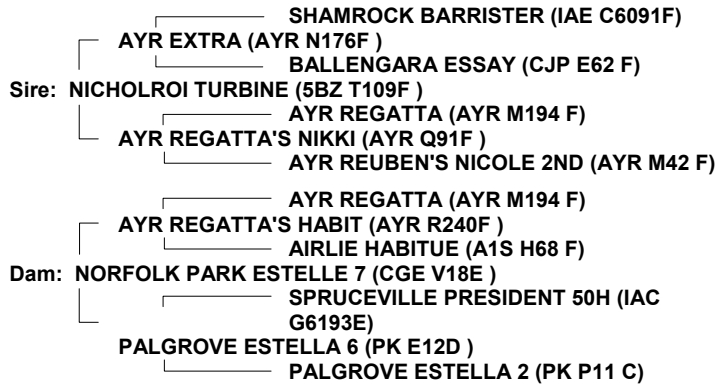 SHAMROCK BARRISTER (IAE C6091F)
AYR EXTRA (AYR N176F )
BALLENGARA ESSAY (CJP E62 F)
Sire: NICHOLROI TURBINE (5BZ T109F )
AYR REGATTA (AYR M194 F)
AYR REGATTA'S NIKKI (AYR Q91F )
AYR REUBEN'S NICOLE 2ND (AYR M42 F)
AYR REGATTA (AYR M194 F)
AYR REGATTA'S HABIT (AYR R240F )
AIRLIE HABITUE (A1S H68 F)
Dam: NORFOLK PARK ESTELLE 7 (CGE V18E )
SPRUCEVILLE PRESIDENT 50H (IAC
G6193E)
PALGROVE ESTELLA 6 (PK E12D )
PALGROVE ESTELLA 2 (PK P11 C)